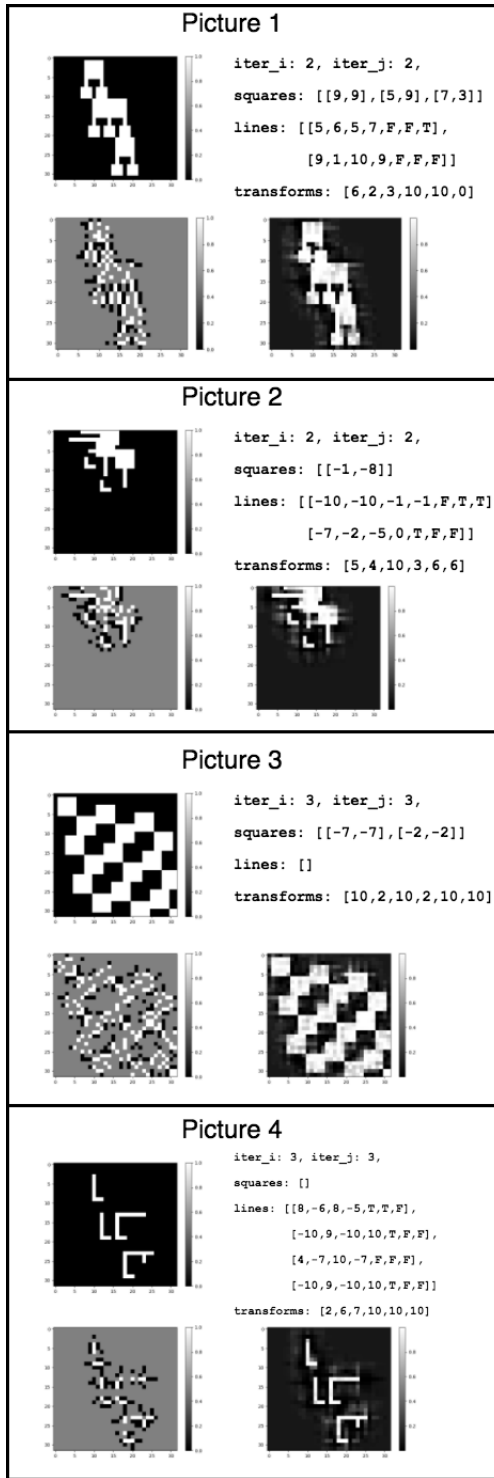 Picture 1
iter_i: 2, iter_j: 2,
squares: [[9,9],[5,9],[7,3]]
lines: [[5,6,5,7,F,F,T],
[9,1,10,9,F,F,F]]
transforms: [6,2,3,10,10,0]
Picture 2
iter_i: 2, iter_j: 2,
squares: [[-1,-8]]
lines: [[-10,-10,-1,-1,F,T,T]
[-7,-2,-5,0,T,F,F]]
transforms: [5,4,10,3,6,6]
Picture 3
iter_i: 3, iter_j: 3,
squares: [[-7,-7],[-2,-2]]
lines: []
transforms: [10,2,10,2,10,10]
Picture 4
iter_i: 3, iter_j: 3,
squares: []
lines: [[8,-6,8,-5,T,T,F],
[-10,9,-10,10,T,F,F],
[4,-7,10,-7,F,F,F],
[-10,9,-10,10,T,F,F]]
transforms: [2,6,7,10,10,10]